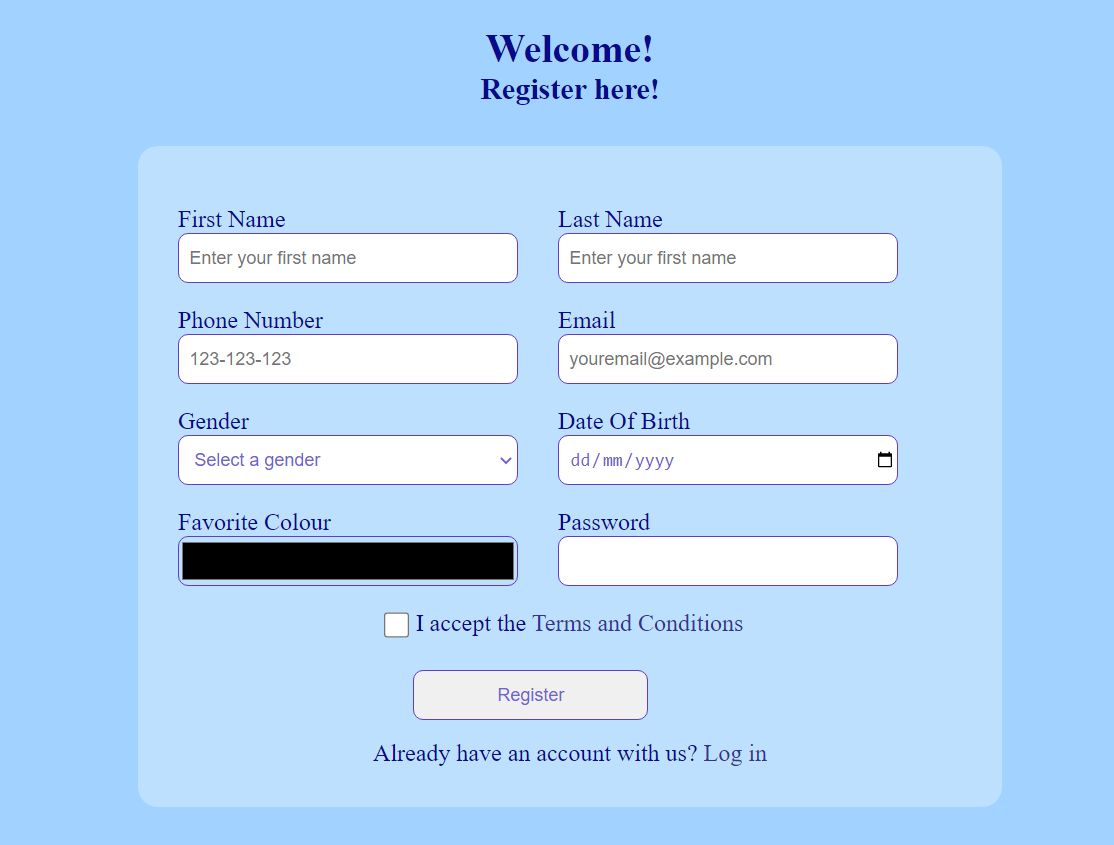 Welcome!
Register here!
First Name
Last Name
Enter your first name
Enter your first name
Phone Number
Email
123-123-123
youremail@example.com
Gender
Date Of Birth
Select a gender
dd/mm/yyyy
Favorite Colour
Password
I accept the Terms and Conditions
Register
Already have an account with us? Log in